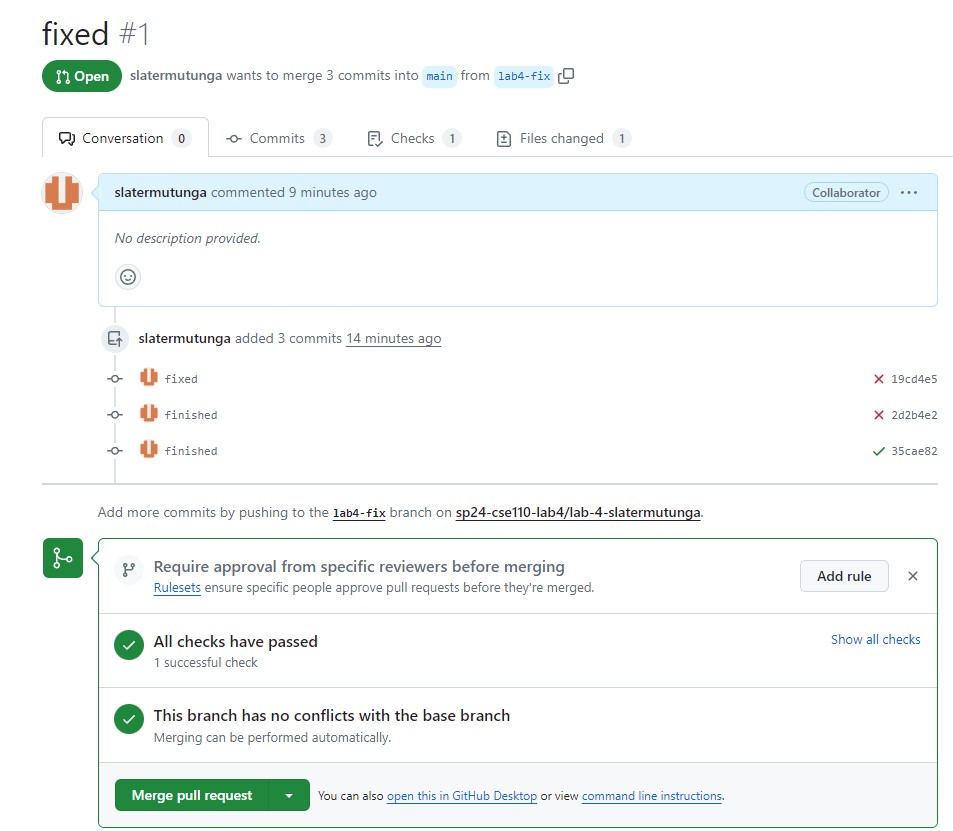 fixed #1
Open slatermutunga wants to merge 3 commits into main from lab4-fix
Conversation 0 Commits 3 Checks 1 Files changed 1
slatermutunga commented 9 minutes ago Collaborator
No description provided.
slatermutunga added 3 commits 14 minutes ago
fixed 19cd4e5
finished 2d2b4e2
finished 35cae82
Add more commits by pushing to the lab4-fix branch on sp24-cse110-lab4/lab-4-slatermutunga.
Require approval from specific reviewers before merging
Rulesets ensure specific people approve pull requests before they're merged.
Add rule
All checks have passed
1 successful check
Show all checks
This branch has no conflicts with the base branch
Merging can be performed automatically.
Merge pull request You can also open this in GitHub Desktop or view command line instructions.